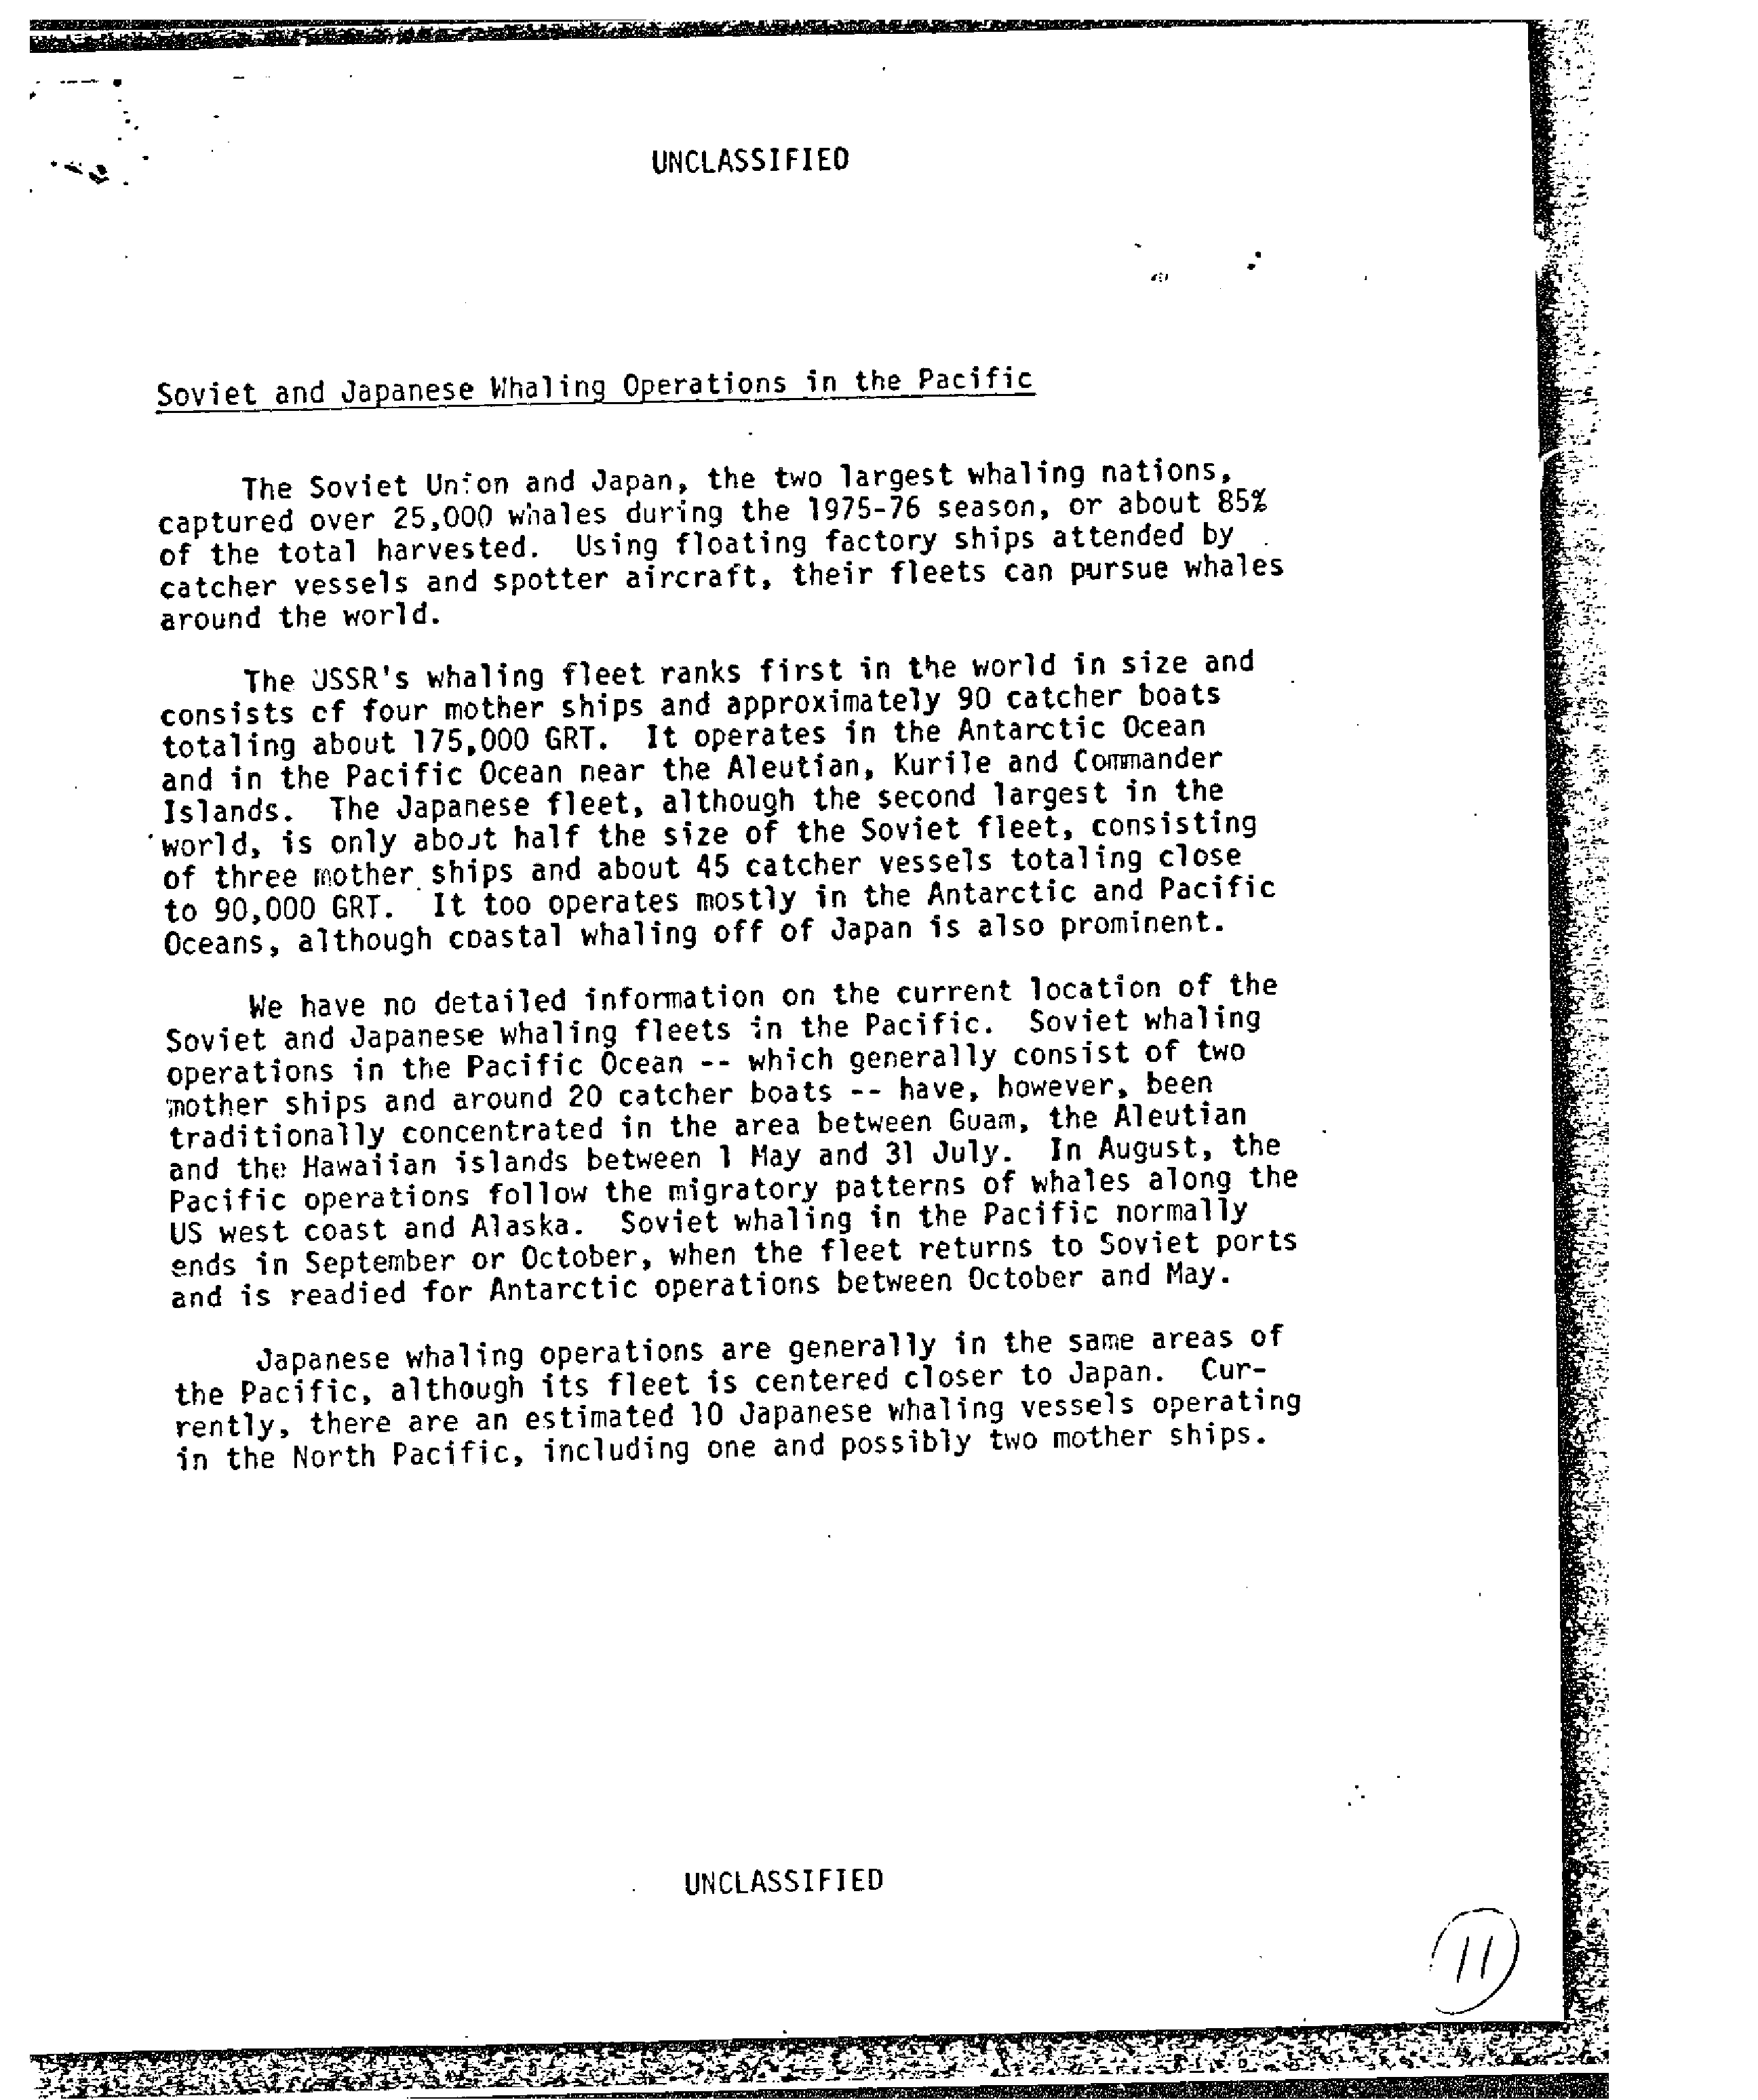 UNCLASSIFIED
Soviet and Japanese Whaling Operations in the Pacific
The Soviet Union and Japan, the two largest whaling nations,
captured over 25,000 whales during the 1975-76 season, or about 85%
of the total harvested. Using floating factory ships attended by
catcher vessels and spotter aircraft, their fleets can pursue whales
around the world.
The USSR's whaling fleet ranks first in the world in size and
consists of four mother ships and approximately 90 catcher boats
totaling about 175,000 GRT. It operates in the Antarctic Ocean
and in the Pacific Ocean near the Aleutian, Kurile and Commander
Islands. The Japanese fleet, although the second largest in the
world, is only about half the size of the Soviet fleet, consisting
of three mother ships and about 45 catcher vessels totaling close
to 90,000 GRT. It too operates mostly in the Antarctic and Pacific
Oceans, although coastal whaling off of Japan is also prominent.
We have no detailed information on the current location of the
Soviet and Japanese whaling fleets in the Pacific. Soviet whaling
operations in the Pacific Ocean -- which generally consist of two
mother ships and around 20 catcher boats -- have, however, been
traditionally concentrated in the area between Guam, the Aleutian
and the Hawaiian islands between 1 May and 31 July. In August, the
Pacific operations follow the migratory patterns of whales along the
US west coast and Alaska. Soviet whaling in the Pacific normally
ends in September or October, when the fleet returns to Soviet ports
and is readied for Antarctic operations between October and May.
Japanese whaling operations are generally in the same areas of
the Pacific, although its fleet is centered closer to Japan. Cur-
rently, there are an estimated 10 Japanese whaling vessels operating
in the North Pacific, including one and possibly two mother ships.
UNCLASSIFIED
11